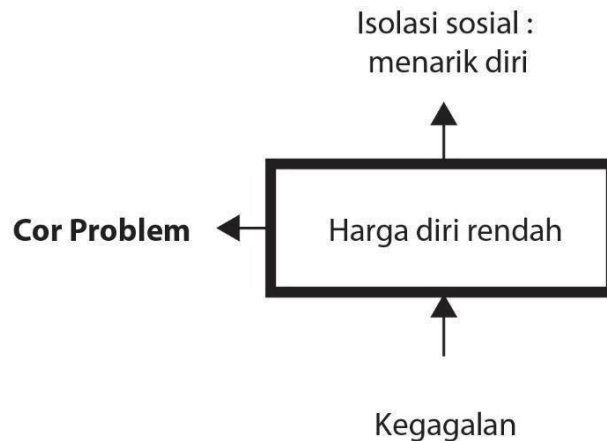 Isolasi sosial :
menarik diri
Cor Problem
Harga diri rendah
Kegagalan